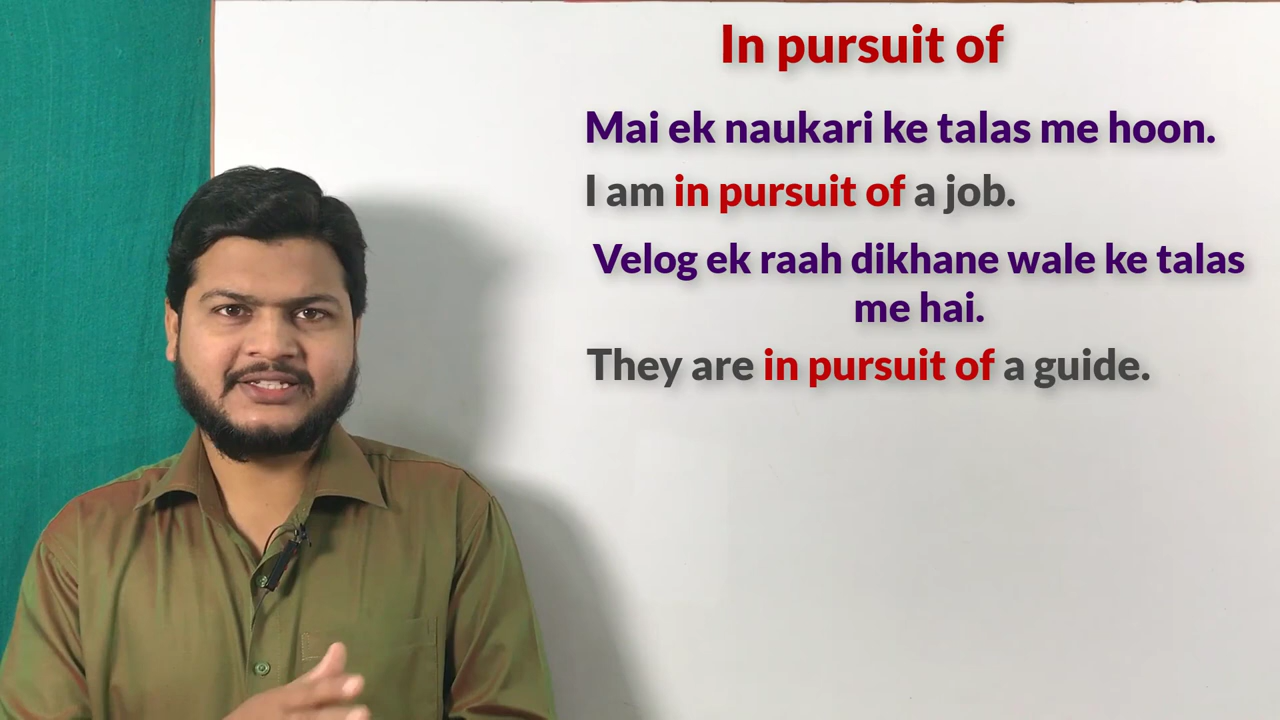 In pursuit of
Mai ek naukari ke talas me hoon.
I am in pursuit of a job.
Velog ek raah dikhane wale ke talas
me hai.
They are in pursuit of a guide.